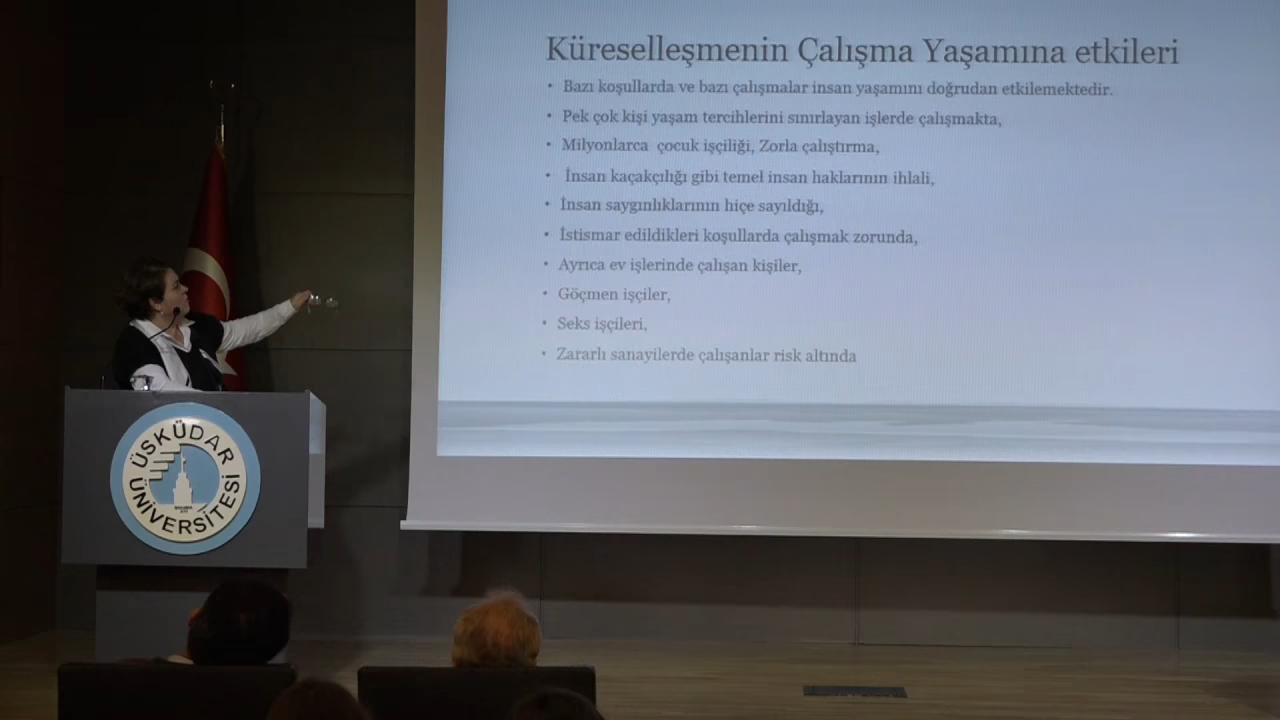 Küreselleşmenin Çalışma Yaşamına etkileri
• Bazı koşullarda ve bazı çalışmalar insan yaşamını doğrudan etkilemektedir.
• Pek çok kişi yaşam tercihlerini sınırlayan işlerde çalışmakta,
• Milyonlarca çocuk işçiliği, Zorla çalıştırma,
• İnsan kaçakçılığı gibi temel insan haklarının ihlali,
• İnsan saygınlıklarının hiçe sayıldığı,
• İstismar edildikleri koşullarda çalışmak zorunda,
• Ayrıca ev işlerinde çalışan kişiler,
• Göçmen işçiler,
• Seks işçileri,
• Zararlı sanayilerde çalışanlar risk altında
ÜSKÜDAR
ÜNİVERSİTESİ